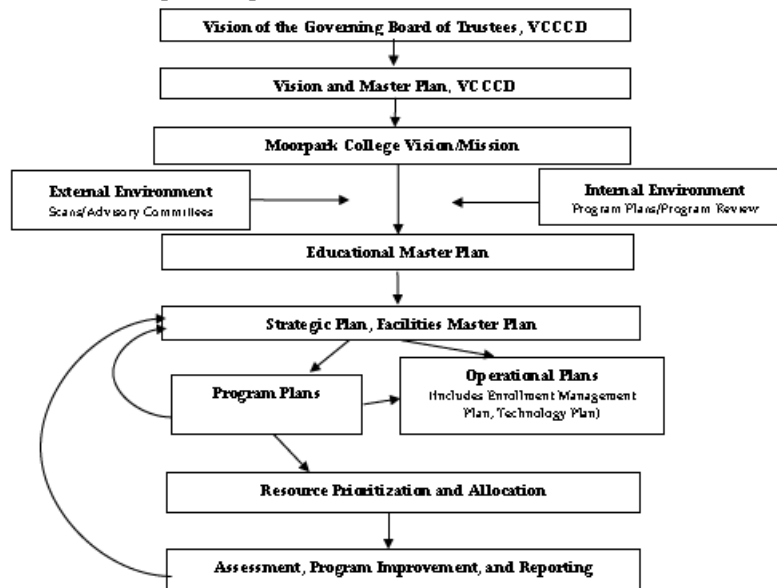 Vision of the Governing Board of Trustees, VCCCD
Vision and Master Plan, VCCCD
Moorpark College Vision/Mission
External Environment
Scans/Advisory Committees
Internal Environment
Program Plans/Program Review
Educational Master Plan
Strategic Plan, Facilities Master Plan
Program Plans
Operational Plans
(Includes Enrollment Management
Plan, Technology Plan)
Resource Prioritization and Allocation
Assessment, Program Improvement, and Reporting